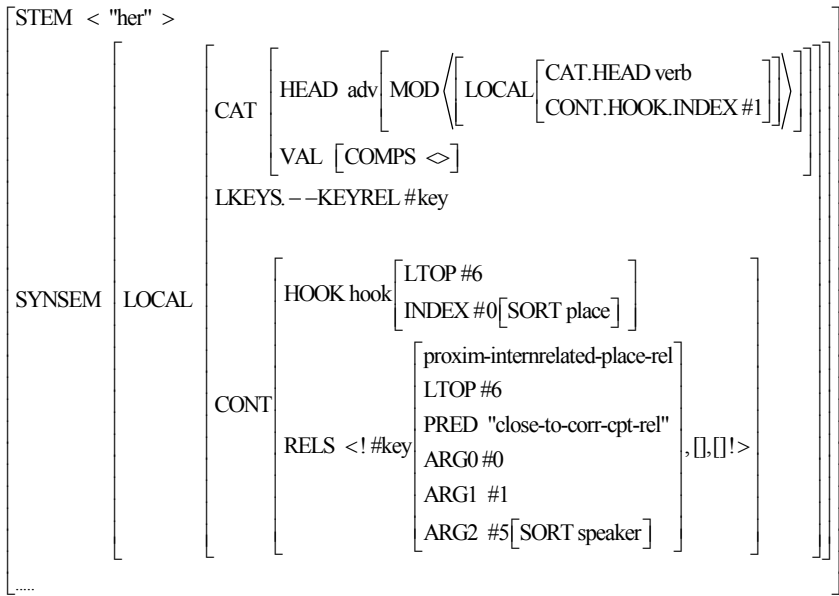 STEM < "her" >
HEAD adv MOD LOCAL CAT.HEAD verb
CONT.HOOK.INDEX #1
CAT
VAL [COMPS <>]
LKEYS.--KEYREL #key
SYNSEM LOCAL
HOOK hook LTOP #6
INDEX #0[SORT place]
CONT
RELS <! #key proxim-internrelated-place-rel
LTOP #6
PRED "close-to-corr-cpt-rel"
ARG0 #0
ARG1 #1
ARG2 #5[SORT speaker]
,[],[]!>
.....